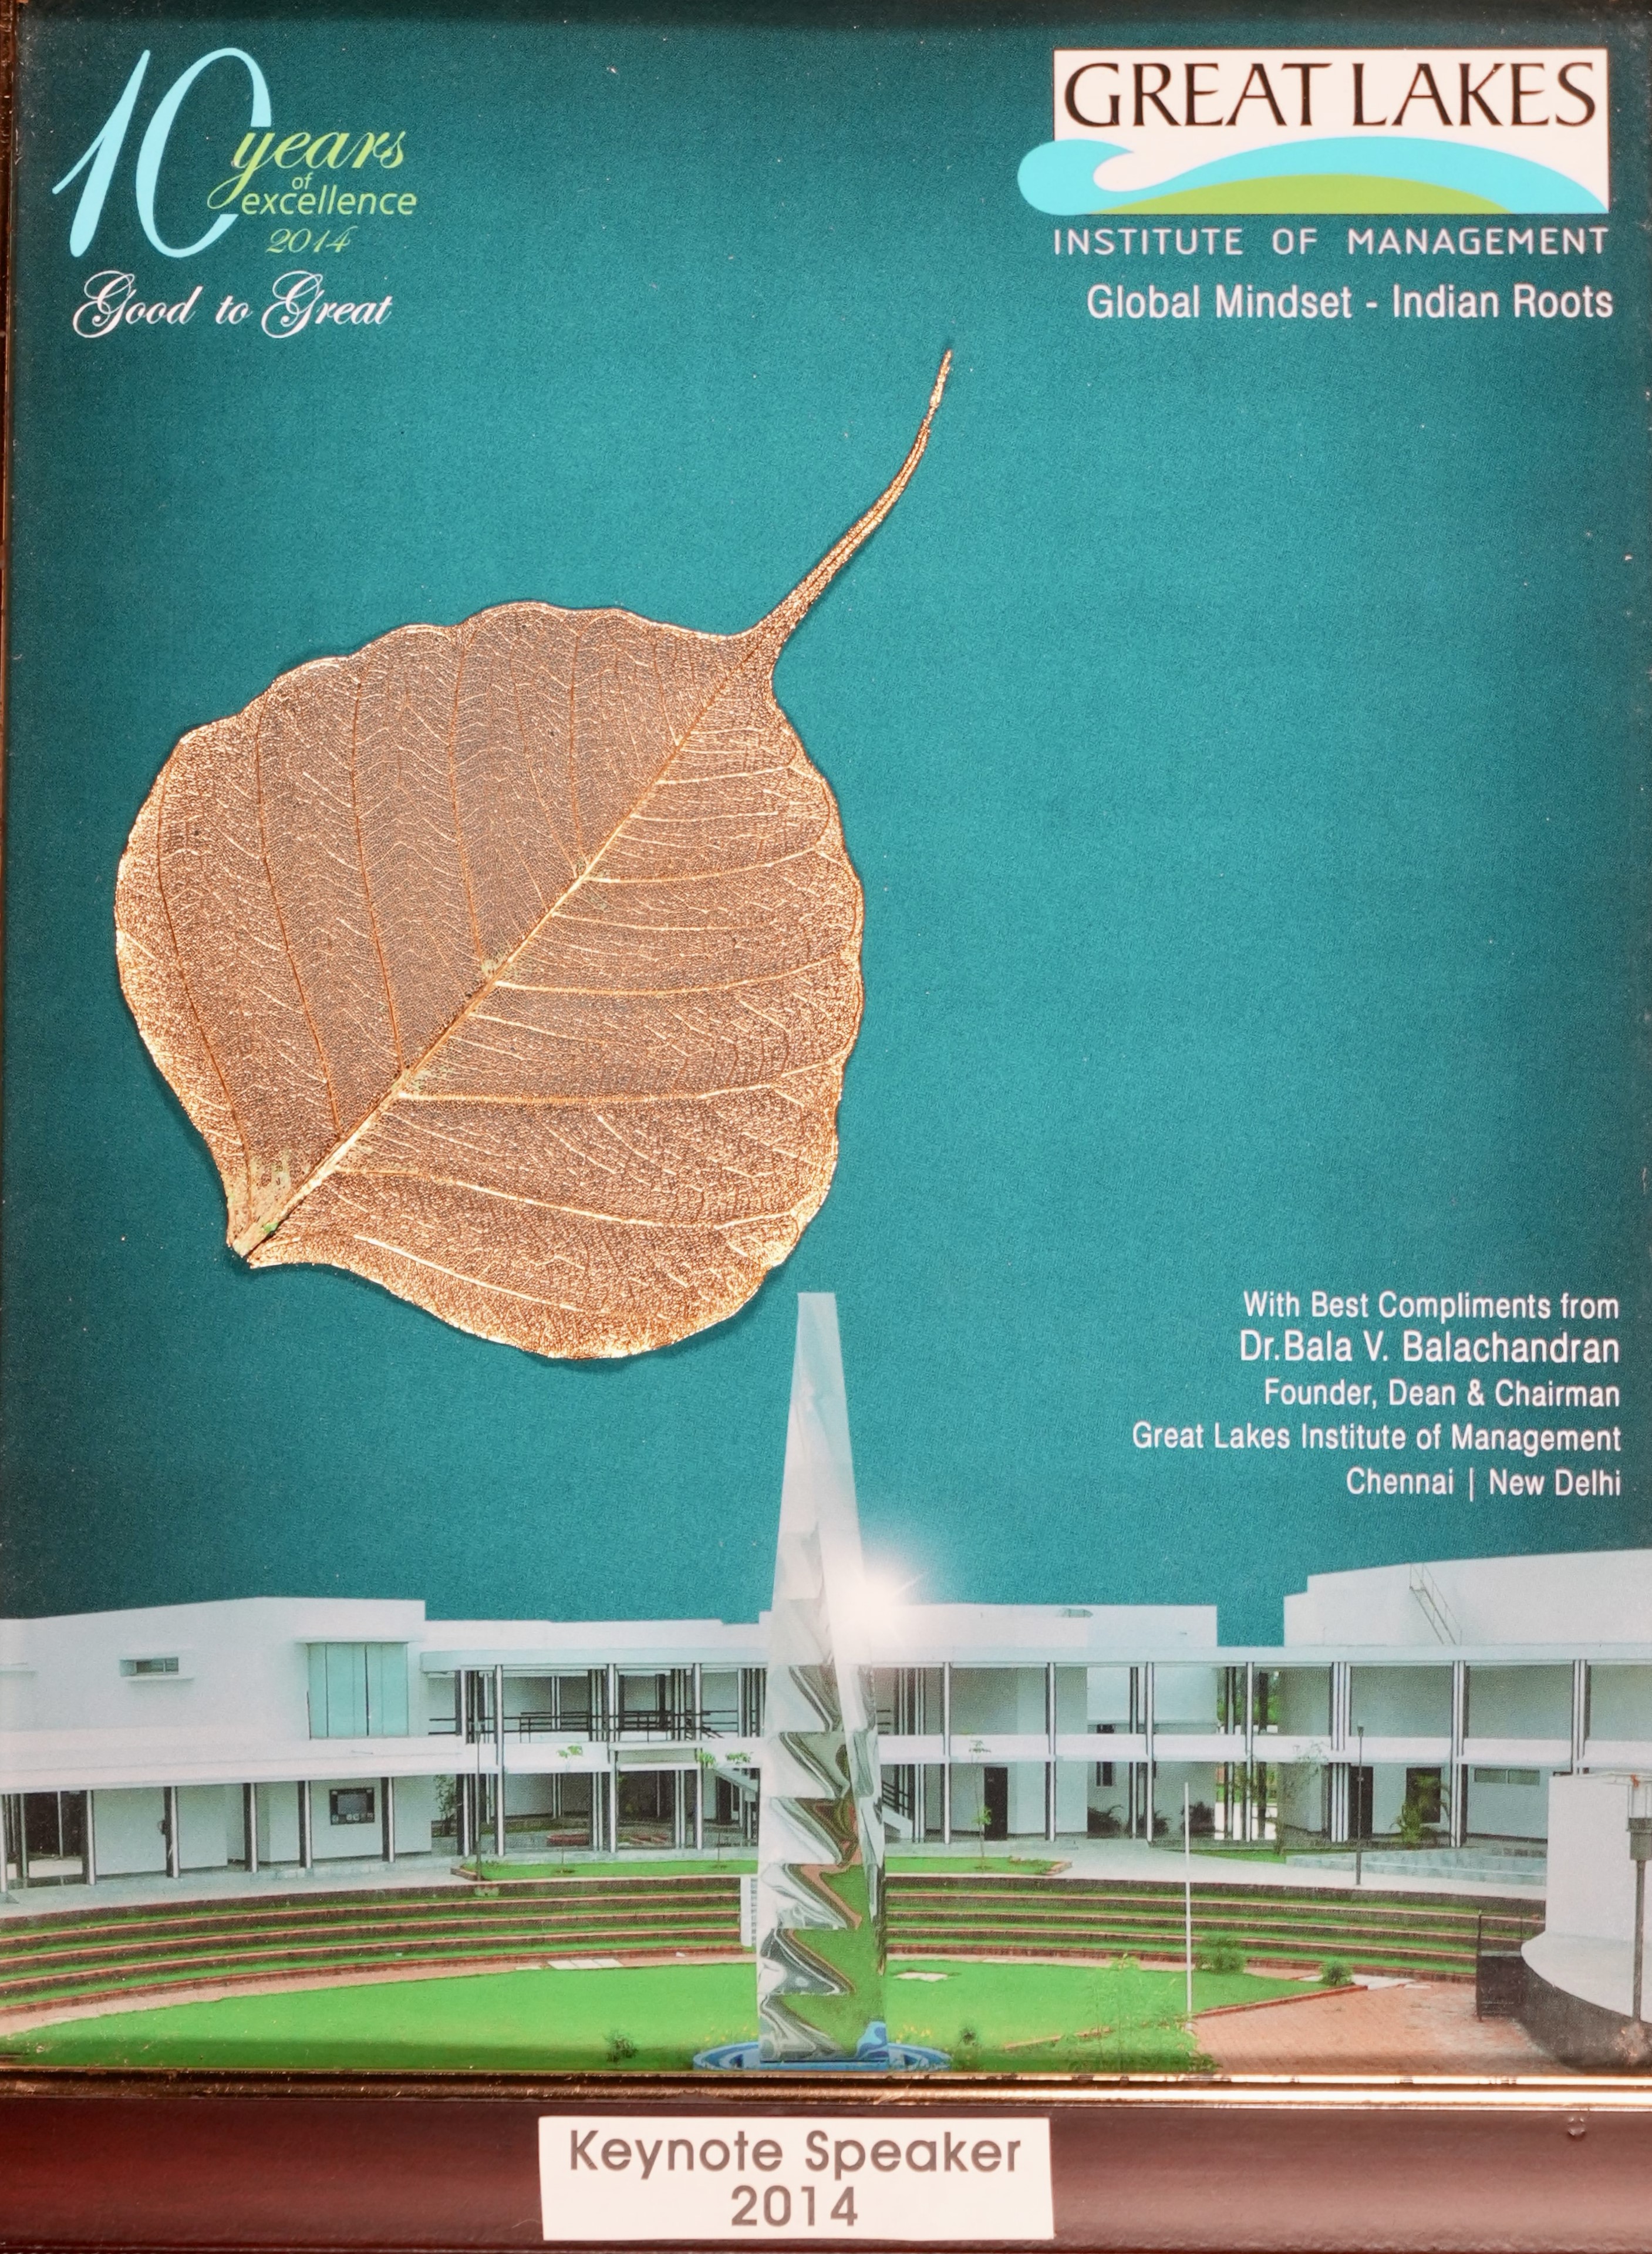 10 years
of
excellence
2014
Good to Great
GREAT LAKES
INSTITUTE OF MANAGEMENT
Global Mindset - Indian Roots
With Best Compliments from
Dr.Bala V. Balachandran
Founder, Dean & Chairman
Great Lakes Institute of Management
Chennai | New Delhi
Keynote Speaker
2014